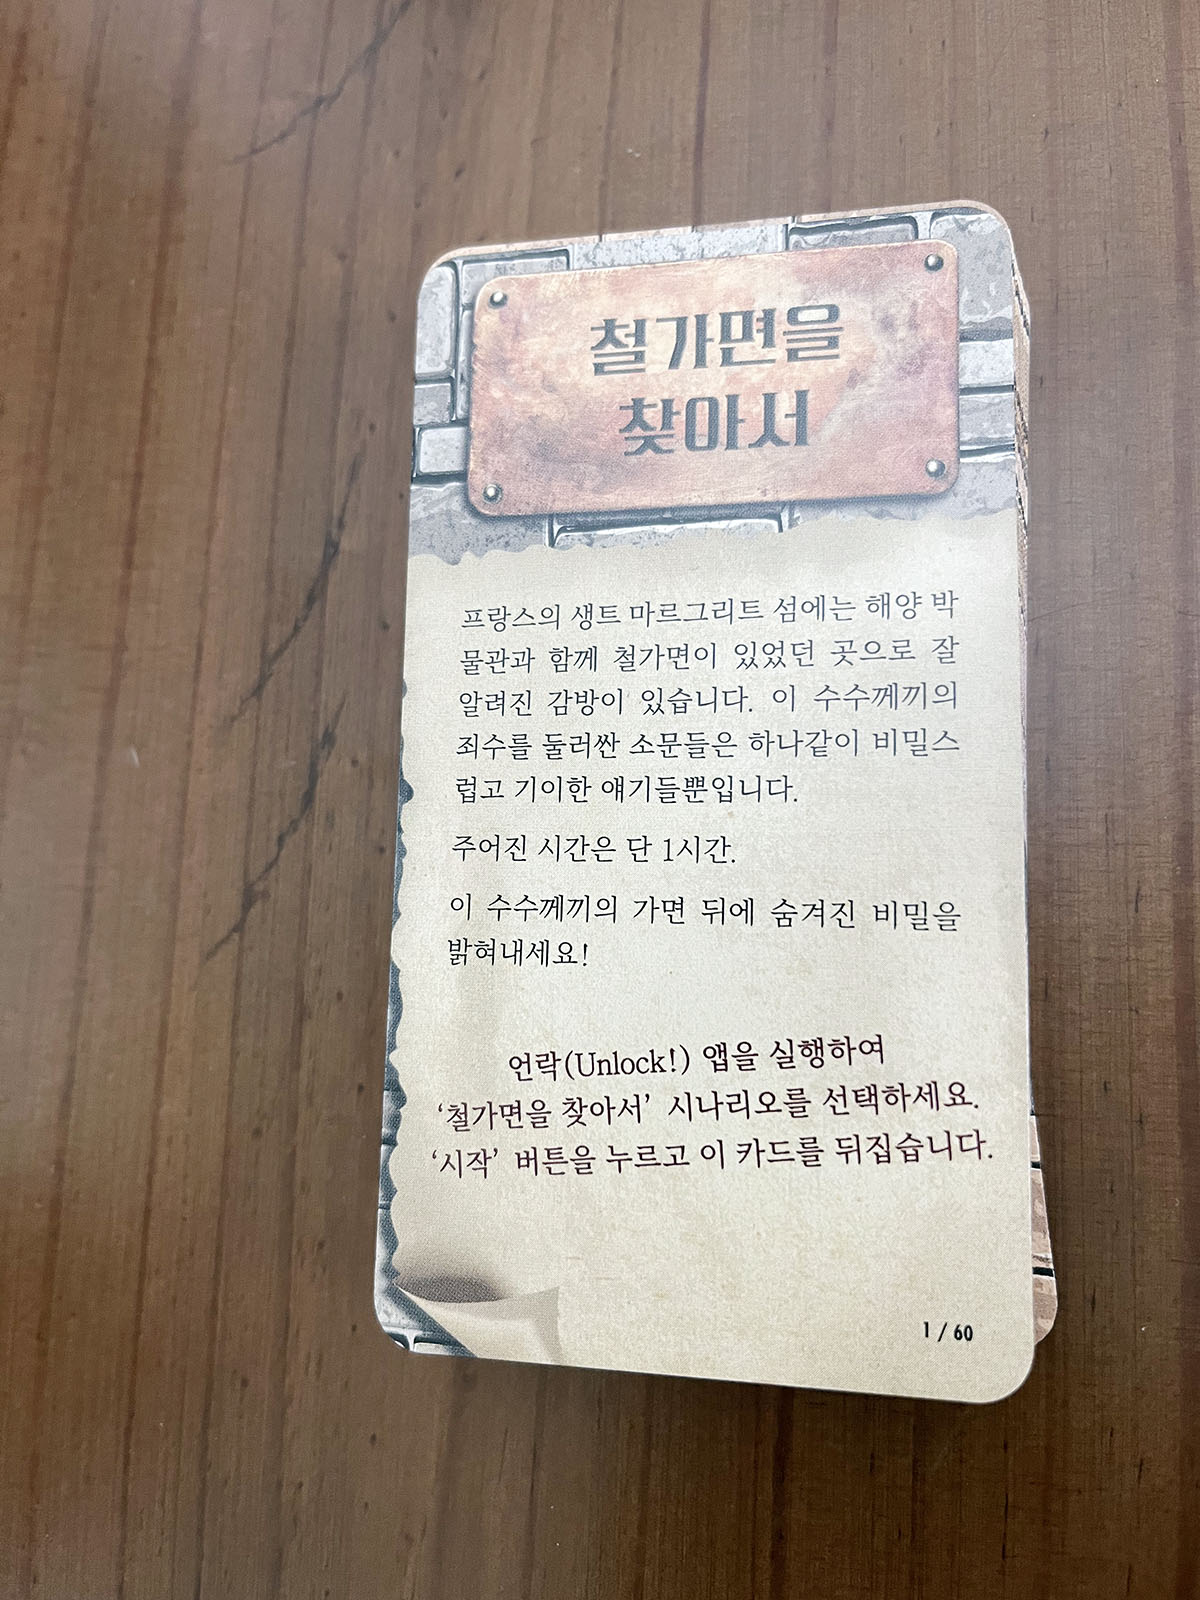 철가면을
찾아서
프랑스의 생트 마르그리트 섬에는 해양 박
물관과 함께 철가면이 있었던 곳으로 잘
알려진 감방이 있습니다. 이 수수께끼의
죄수를 둘러싼 소문들은 하나같이 비밀스
럽고 기이한 얘기들뿐입니다.
주어진 시간은 단 1시간.
이 수수께끼의 가면 뒤에 숨겨진 비밀을
밝혀내세요!
언락(Unlock!) 앱을 실행하여
‘철가면을 찾아서’ 시나리오를 선택하세요.
‘시작’ 버튼을 누르고 이 카드를 뒤집습니다.
1 / 60